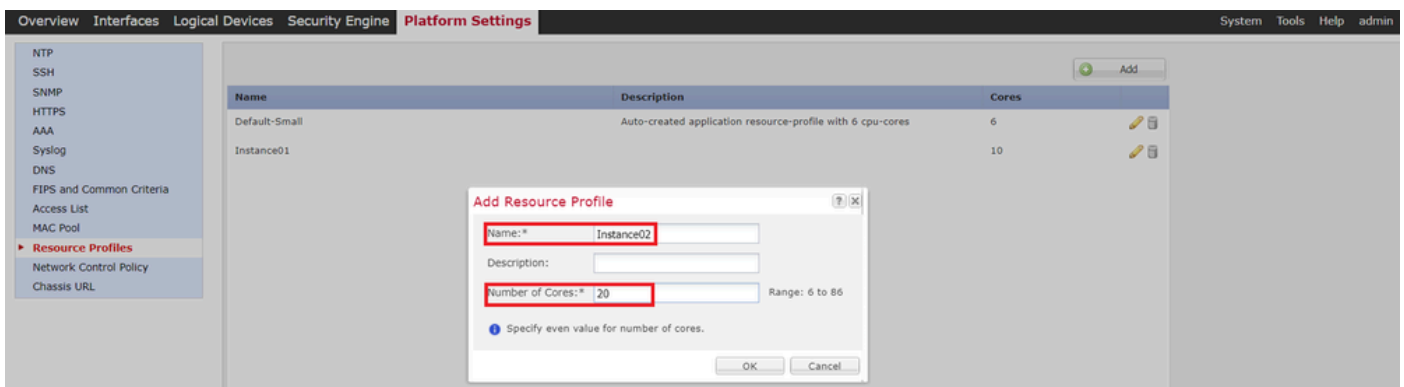 Overview Interfaces Logical Devices Security Engine Platform Settings System Tools Help admin
NTP
SSH
SNMP
HTTPS
AAA
Syslog
DNS
FIPS and Common Criteria
Access List
MAC Pool
Resource Profiles
Network Control Policy
Chassis URL
Add
Name Description Cores
Default-Small Auto-created application resource-profile with 6 cpu-cores 6
Instance01 10
Add Resource Profile ? X
Name:* Instance02
Description:
Number of Cores:* 20 Range: 6 to 86
Specify even value for number of cores.
OK Cancel